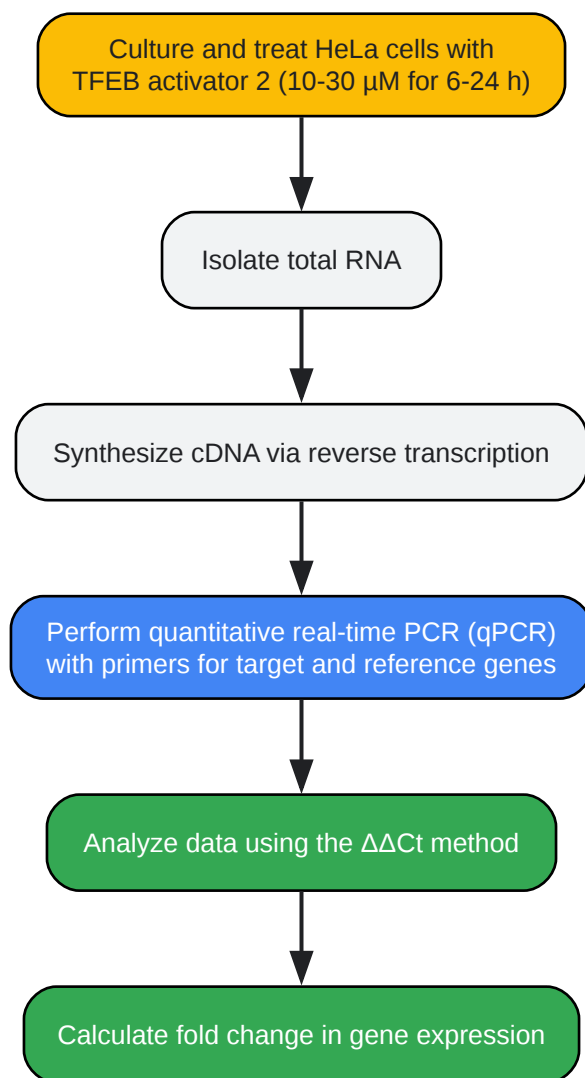 Culture and treat HeLa cells with
TFEB activator 2 (10-30 µM for 6-24 h)
Isolate total RNA
Synthesize cDNA via reverse transcription
Perform quantitative real-time PCR (qPCR)
with primers for target and reference genes
Analyze data using the ΔΔCt method
Calculate fold change in gene expression